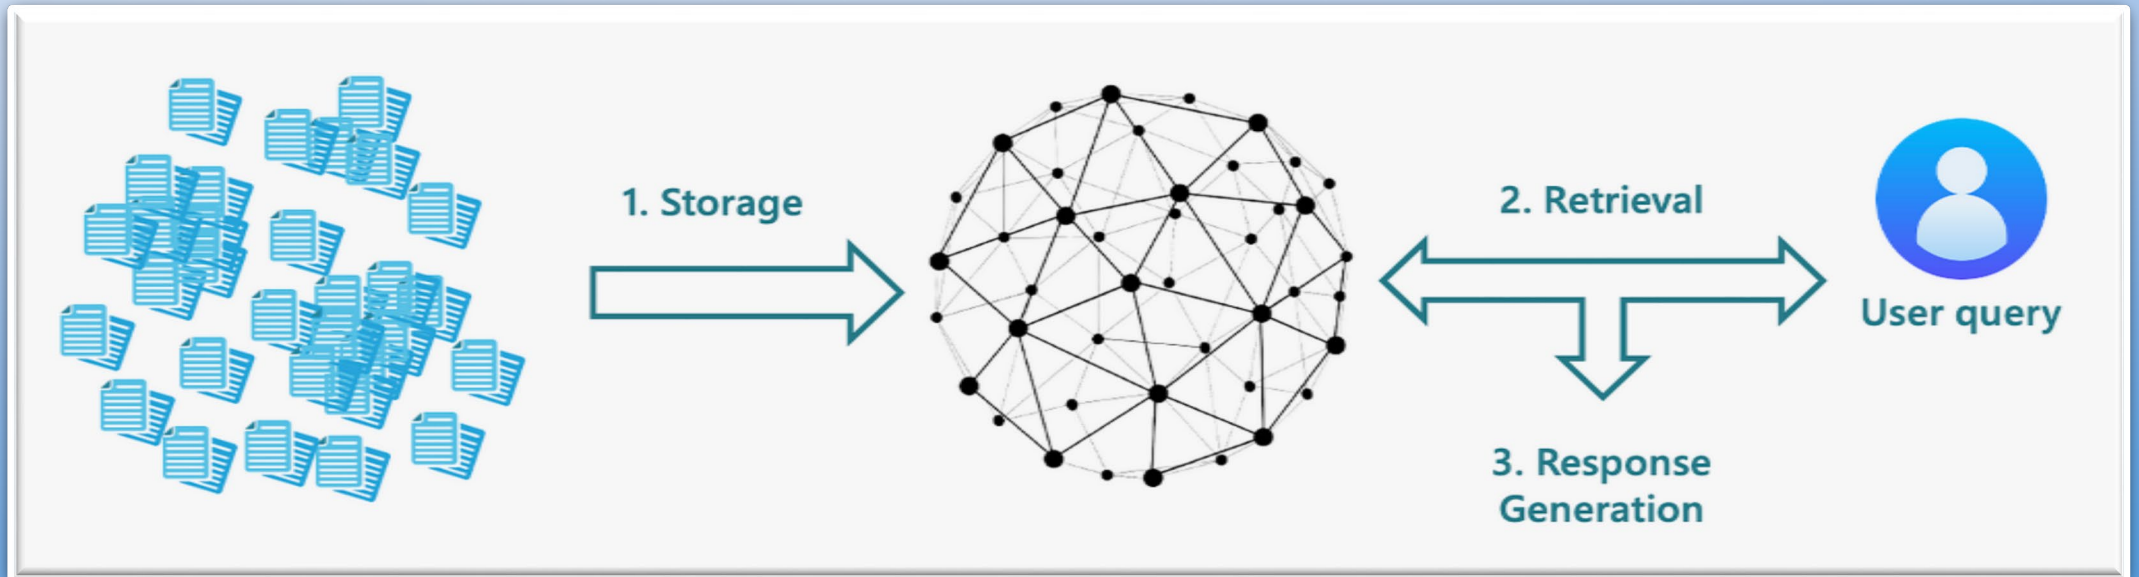 1. Storage
2. Retrieval
User query
3. Response
Generation